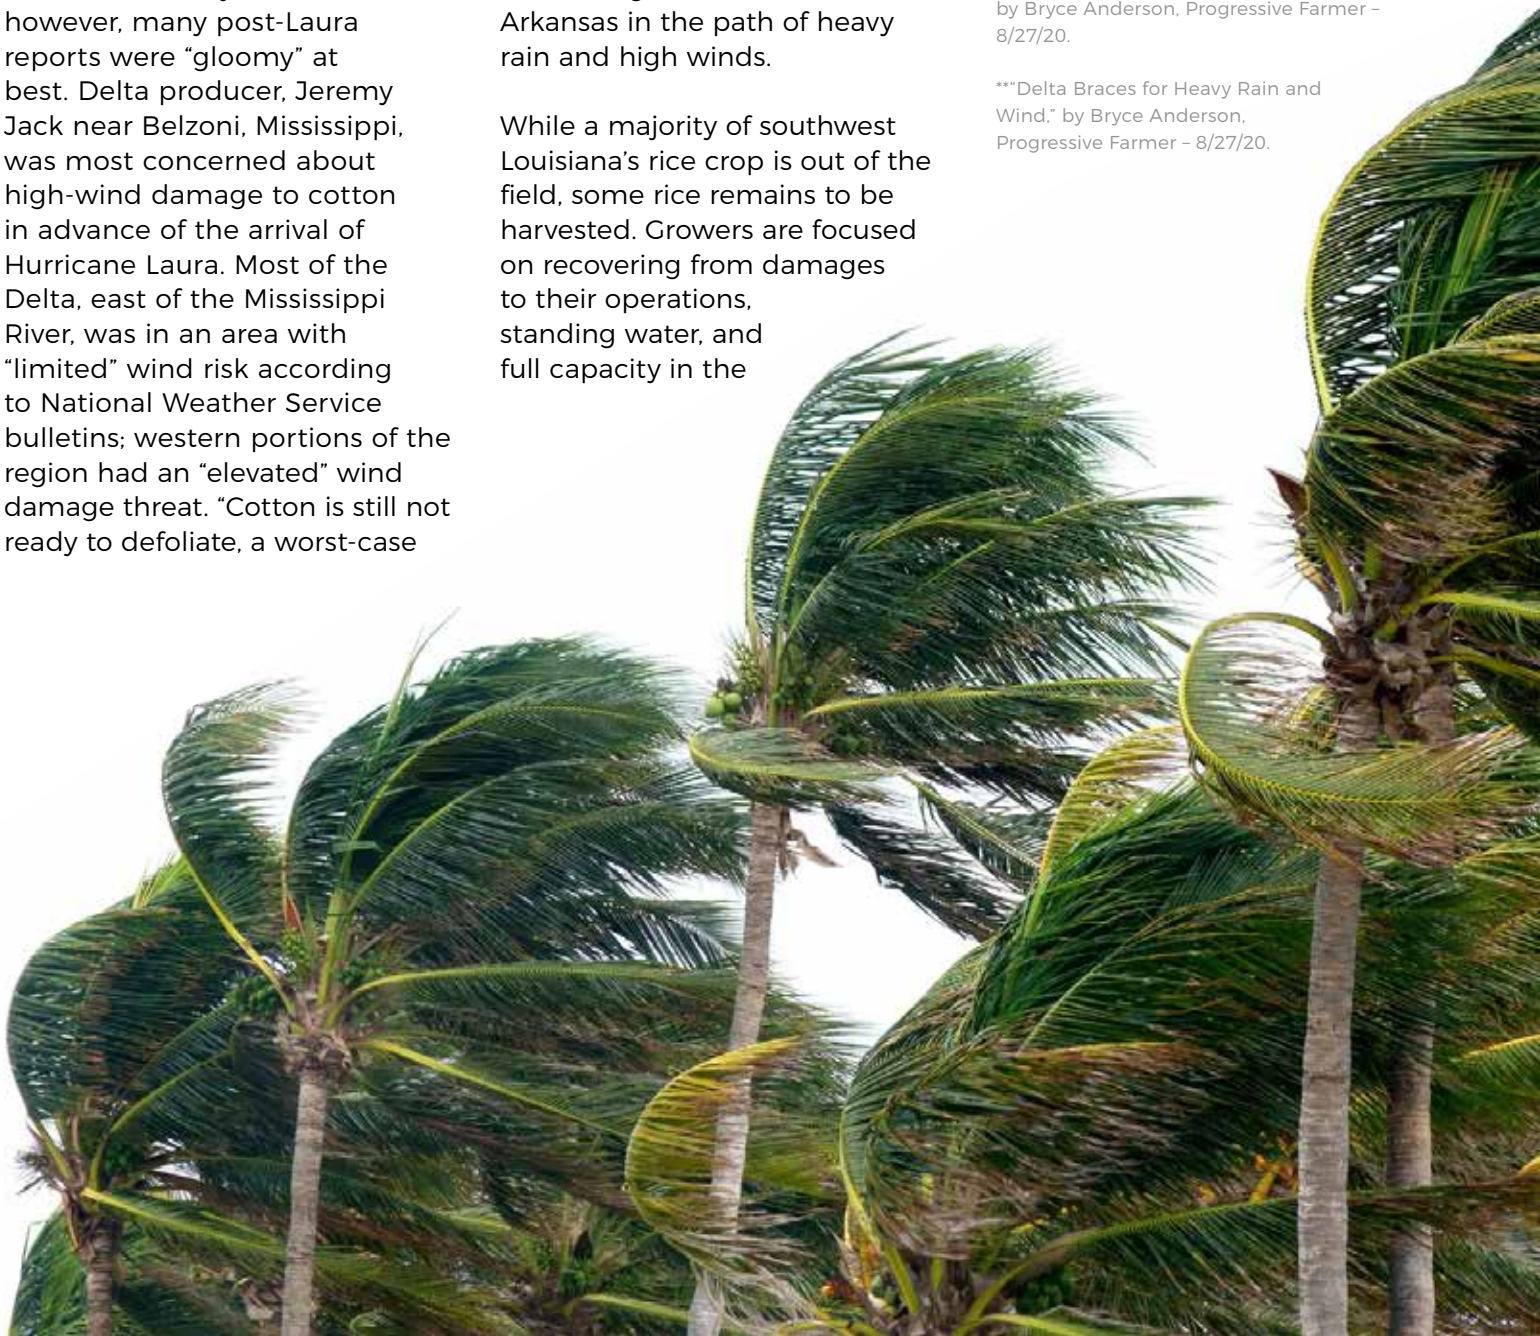 however, many post-Laura
reports were “gloomy” at
best. Delta producer, Jeremy
Jack near Belzoni, Mississippi,
was most concerned about
high-wind damage to cotton
in advance of the arrival of
Hurricane Laura. Most of the
Delta, east of the Mississippi
River, was in an area with
“limited” wind risk according
to National Weather Service
bulletins; western portions of the
region had an “elevated” wind
damage threat. “Cotton is still not
ready to defoliate, a worst-case
Arkansas in the path of heavy
rain and high winds.
While a majority of southwest
Louisiana’s rice crop is out of the
field, some rice remains to be
harvested. Growers are focused
on recovering from damages
to their operations,
standing water, and
full capacity in the
by Bryce Anderson, Progressive Farmer –
8/27/20.
**“Delta Braces for Heavy Rain and
Wind,” by Bryce Anderson,
Progressive Farmer – 8/27/20.